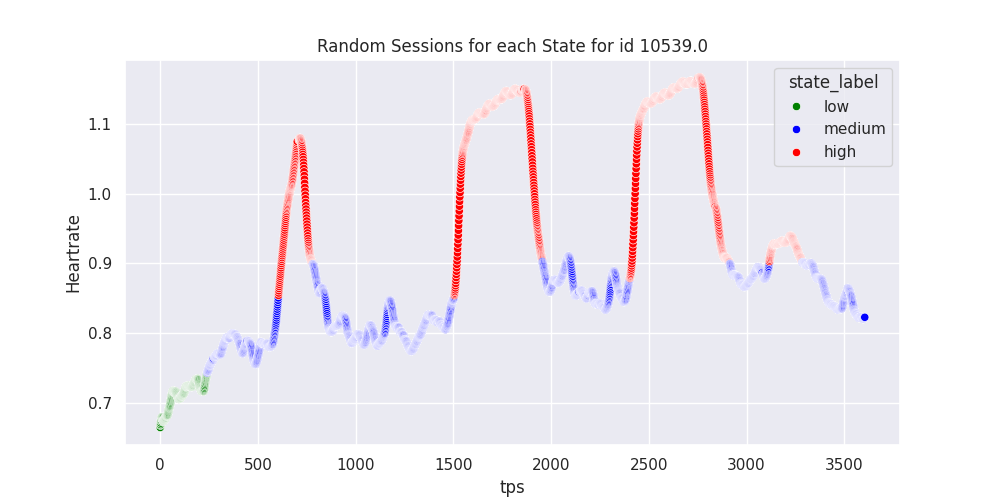 Random Sessions for each State for id 10539.0
state_label
low
medium
high
Heartrate
1.1
1.0
0.9
0.8
0.7
0 500 1000 1500 2000 2500 3000 3500
tps